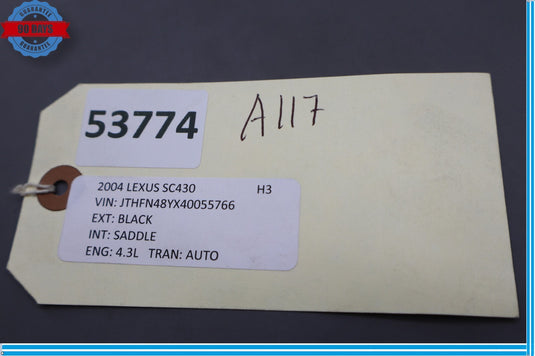 GUARANTEE
90 DAYS
GUARANTEE
53774
A117
2004 LEXUS SC430 H3
VIN: JTHFN48YX40055766
EXT: BLACK
INT: SADDLE
ENG: 4.3L TRAN: AUTO